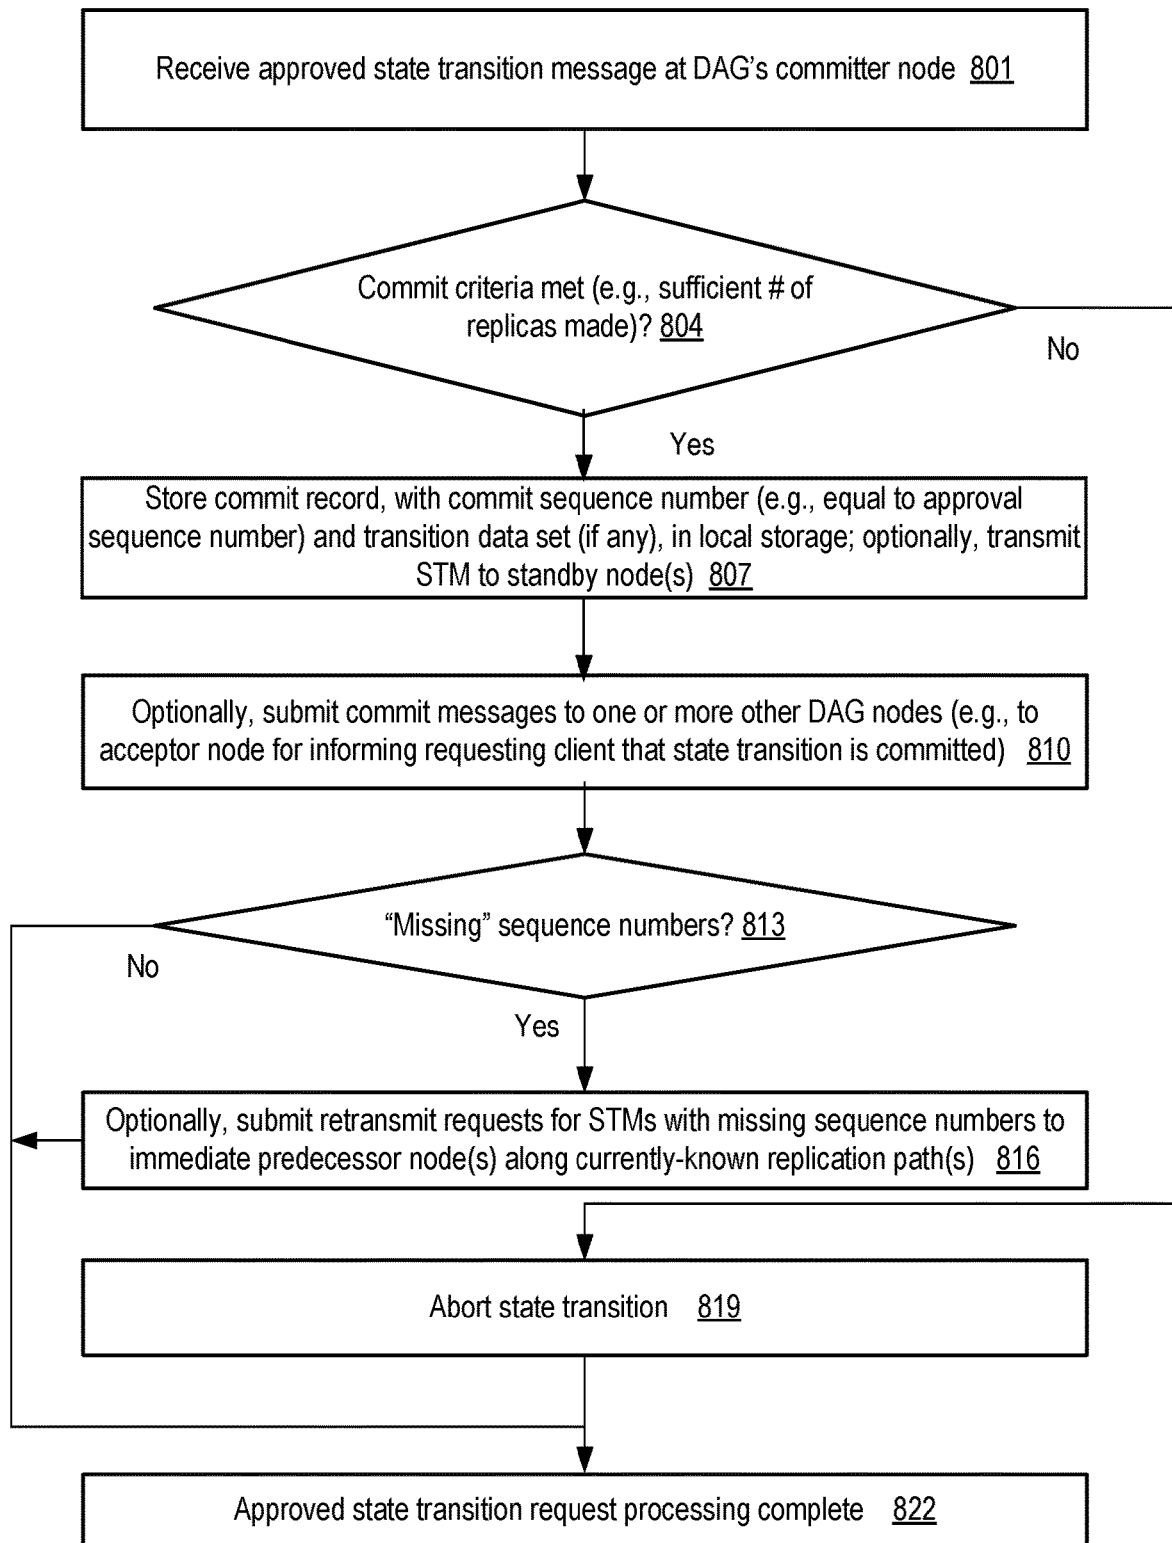 Receive approved state transition message at DAG's committer node 801
Commit criteria met (e.g., sufficient # of
replicas made)? 804
No
Yes
Store commit record, with commit sequence number (e.g., equal to approval
sequence number) and transition data set (if any), in local storage; optionally, transmit
STM to standby node(s) 807
Optionally, submit commit messages to one or more other DAG nodes (e.g., to
acceptor node for informing requesting client that state transition is committed) 810
“Missing” sequence numbers? 813
No
Yes
Optionally, submit retransmit requests for STMs with missing sequence numbers to
immediate predecessor node(s) along currently-known replication path(s) 816
Abort state transition 819
Approved state transition request processing complete 822